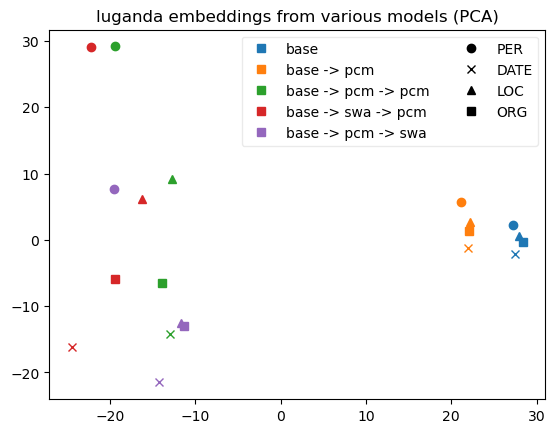 luganda embeddings from various models (PCA)
base
base -> pcm
base -> pcm -> pcm
base -> swa -> pcm
base -> pcm -> swa
PER
DATE
LOC
ORG
30
20
10
0
−10
−20
−20
−10
0
10
20
30